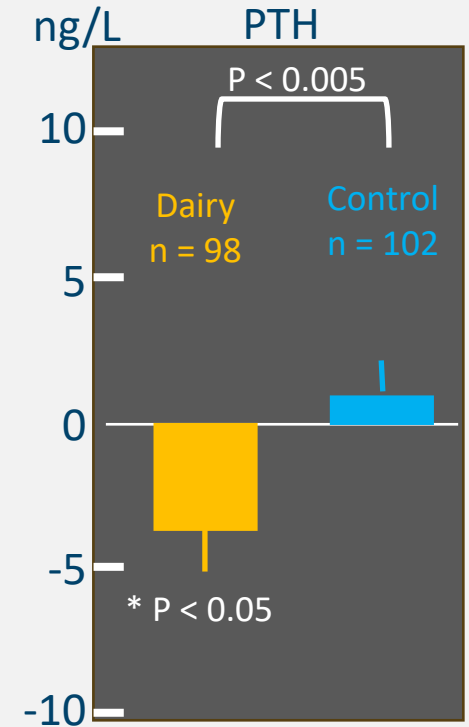 ng/L PTH
P < 0.005
10
Dairy
n = 98
Control
n = 102
5
0
-5
* P < 0.05
-10